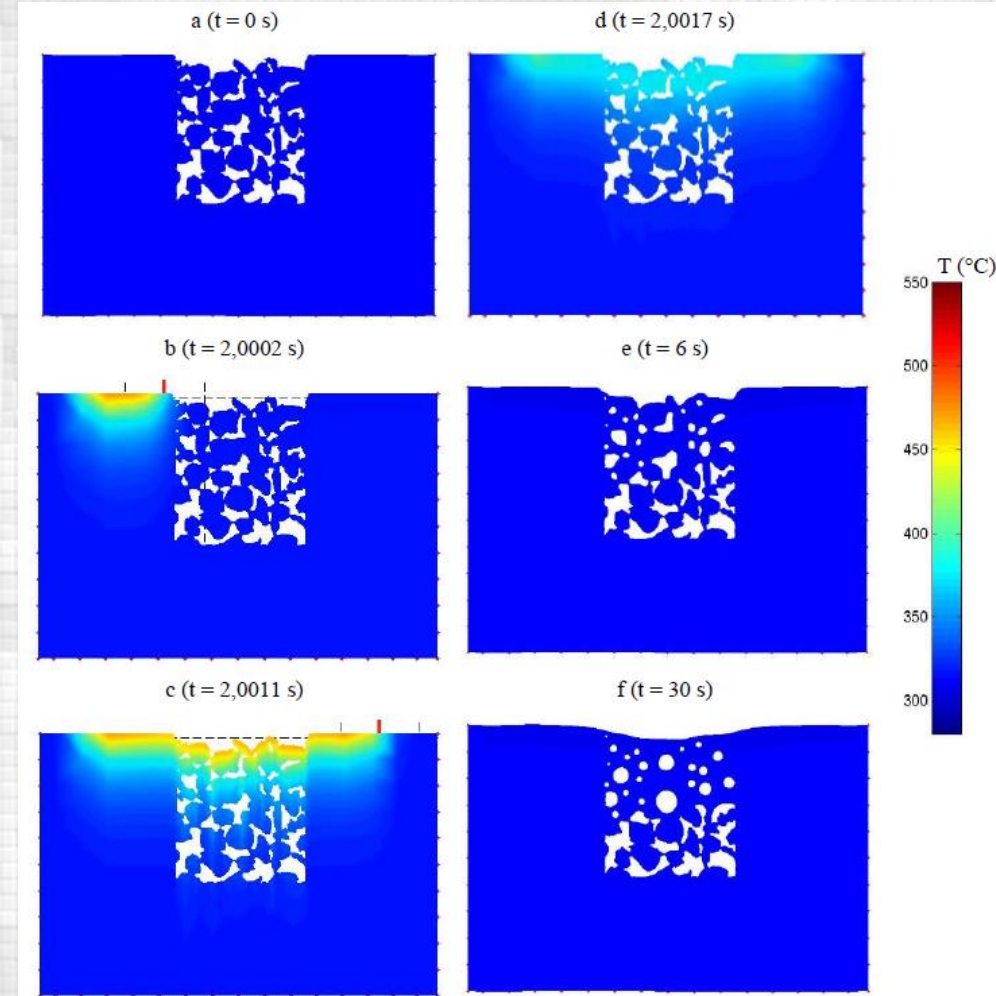 a (t = 0 s)
d (t = 2,0017 s)
b (t = 2,0002 s)
e (t = 6 s)
c (t = 2,0011 s)
f (t = 30 s)
T (°C)
550
500
450
400
350
300